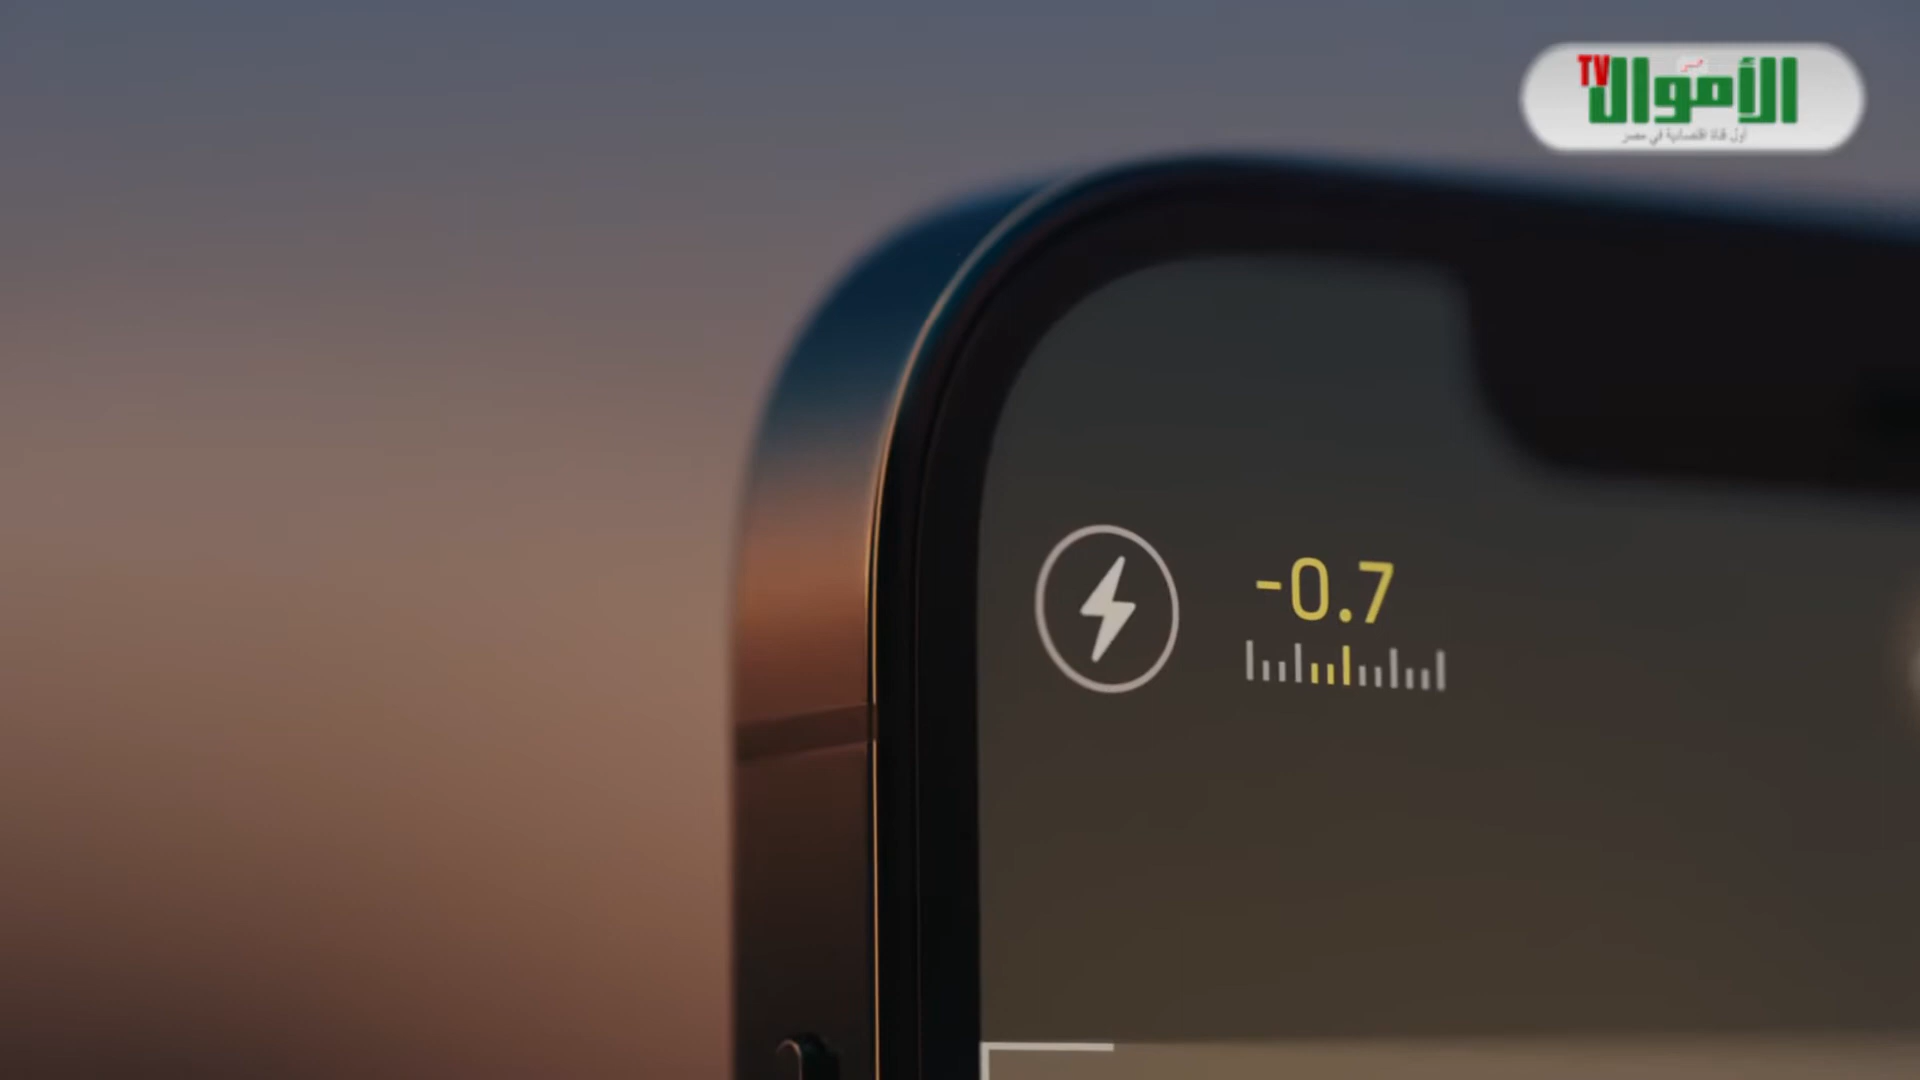 الأموال TV
أول قناة اقتصادية في مصر
-0.7